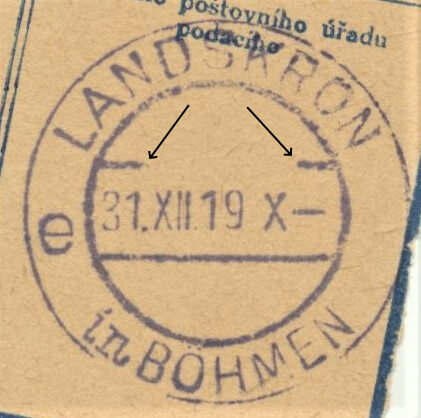 poštovního úřadu
podacího
LANDSKRON
31.XII.19 X—
e
in BÖHMEN